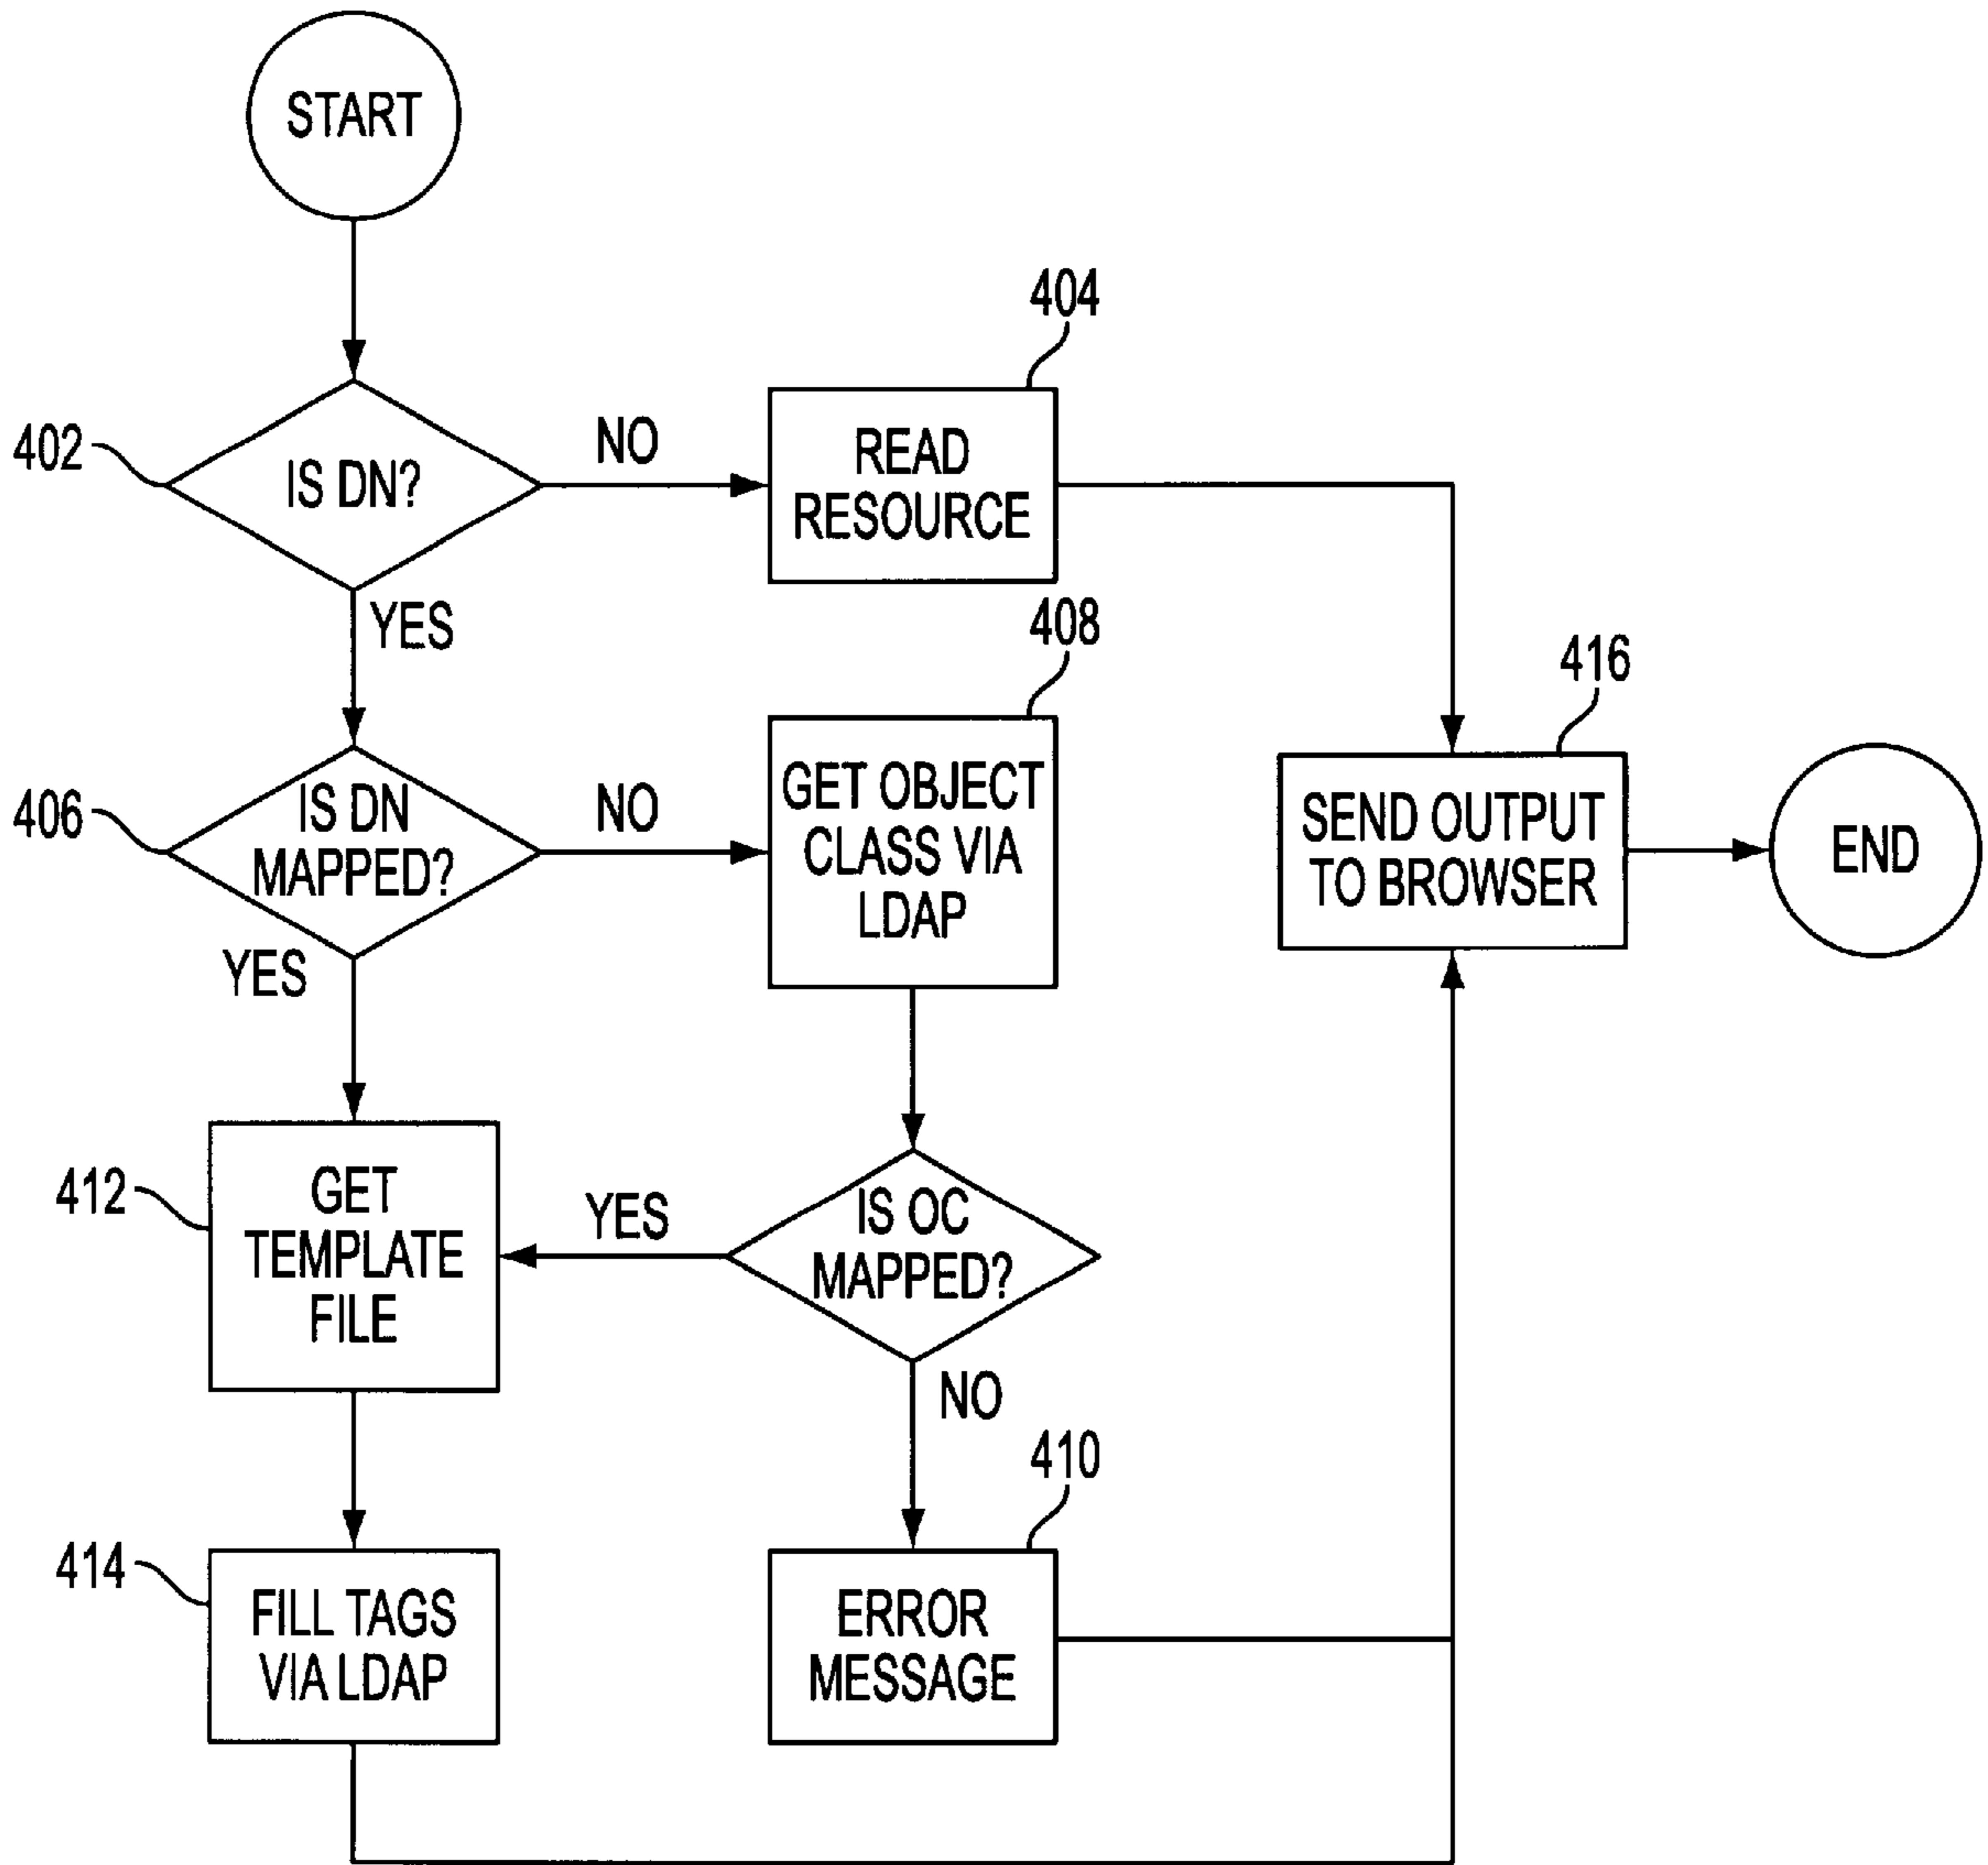 START
404
402
IS DN?
NO
READ
RESOURCE
YES
408
416
406
IS DN
MAPPED?
NO
GET OBJECT
CLASS VIA
LDAP
SEND OUTPUT
TO BROWSER
END
YES
412
GET
TEMPLATE
FILE
YES
IS OC
MAPPED?
NO
410
414
FILL TAGS
VIA LDAP
ERROR
MESSAGE